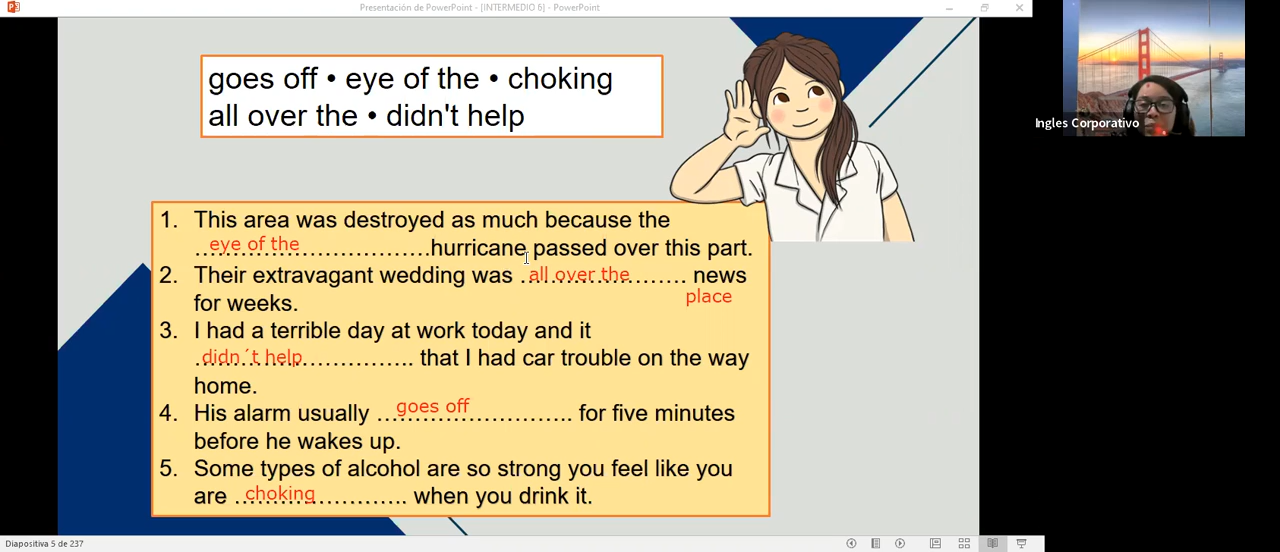 Presentación de PowerPoint - [INTERMEDIO 6] - PowerPoint
goes off • eye of the • choking
all over the • didn't help
Ingles Corporativo
1. This area was destroyed as much because the
eye of the ……………………………hurricane passed over this part.
2. Their extravagant wedding was all over the …………………. news
for weeks.
place
3. I had a terrible day at work today and it
didn´t help ……………………….. that I had car trouble on the way
home.
4. His alarm usually goes off ……………………. for five minutes
before he wakes up.
5. Some types of alcohol are so strong you feel like you
are choking ………………….. when you drink it.
Diapositiva 5 de 237